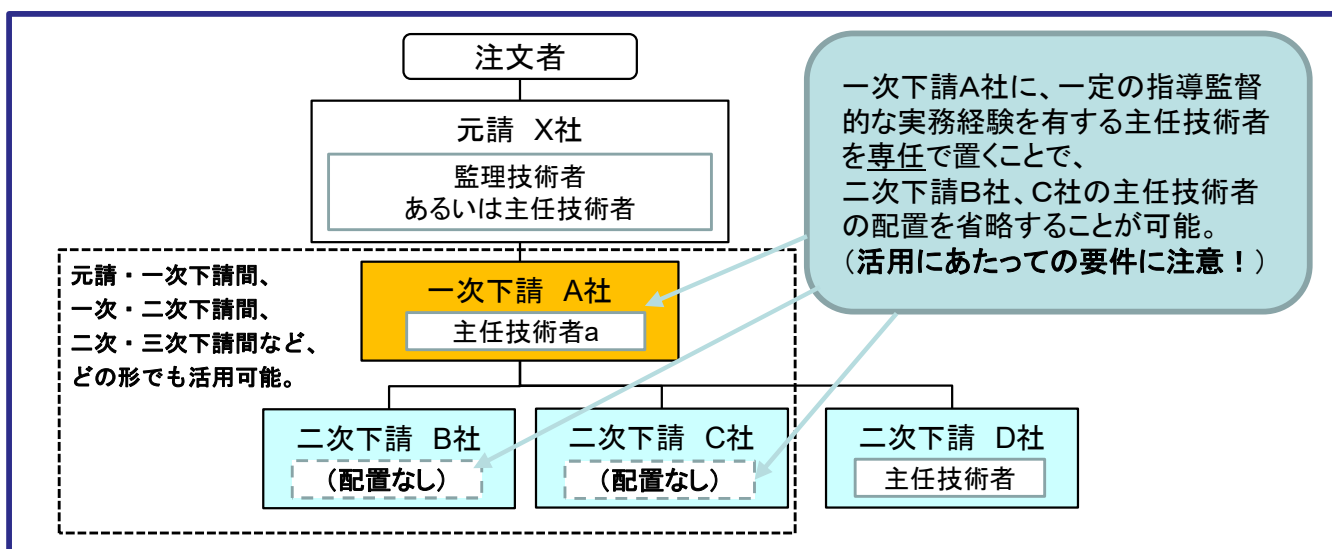 注文者
元請　X社
監理技術者
あるいは主任技術者
一次下請A社に、一定の指導監督
的な実務経験を有する主任技術者
を専任で置くことで、
二次下請B社、C社の主任技術者
の配置を省略することが可能。
（活用にあたっての要件に注意！）
元請・一次下請間、
一次・二次下請間、
二次・三次下請間など、
どの形でも活用可能。
一次下請　A社
主任技術者a
二次下請　B社
（配置なし）
二次下請　C社
（配置なし）
二次下請　D社
主任技術者